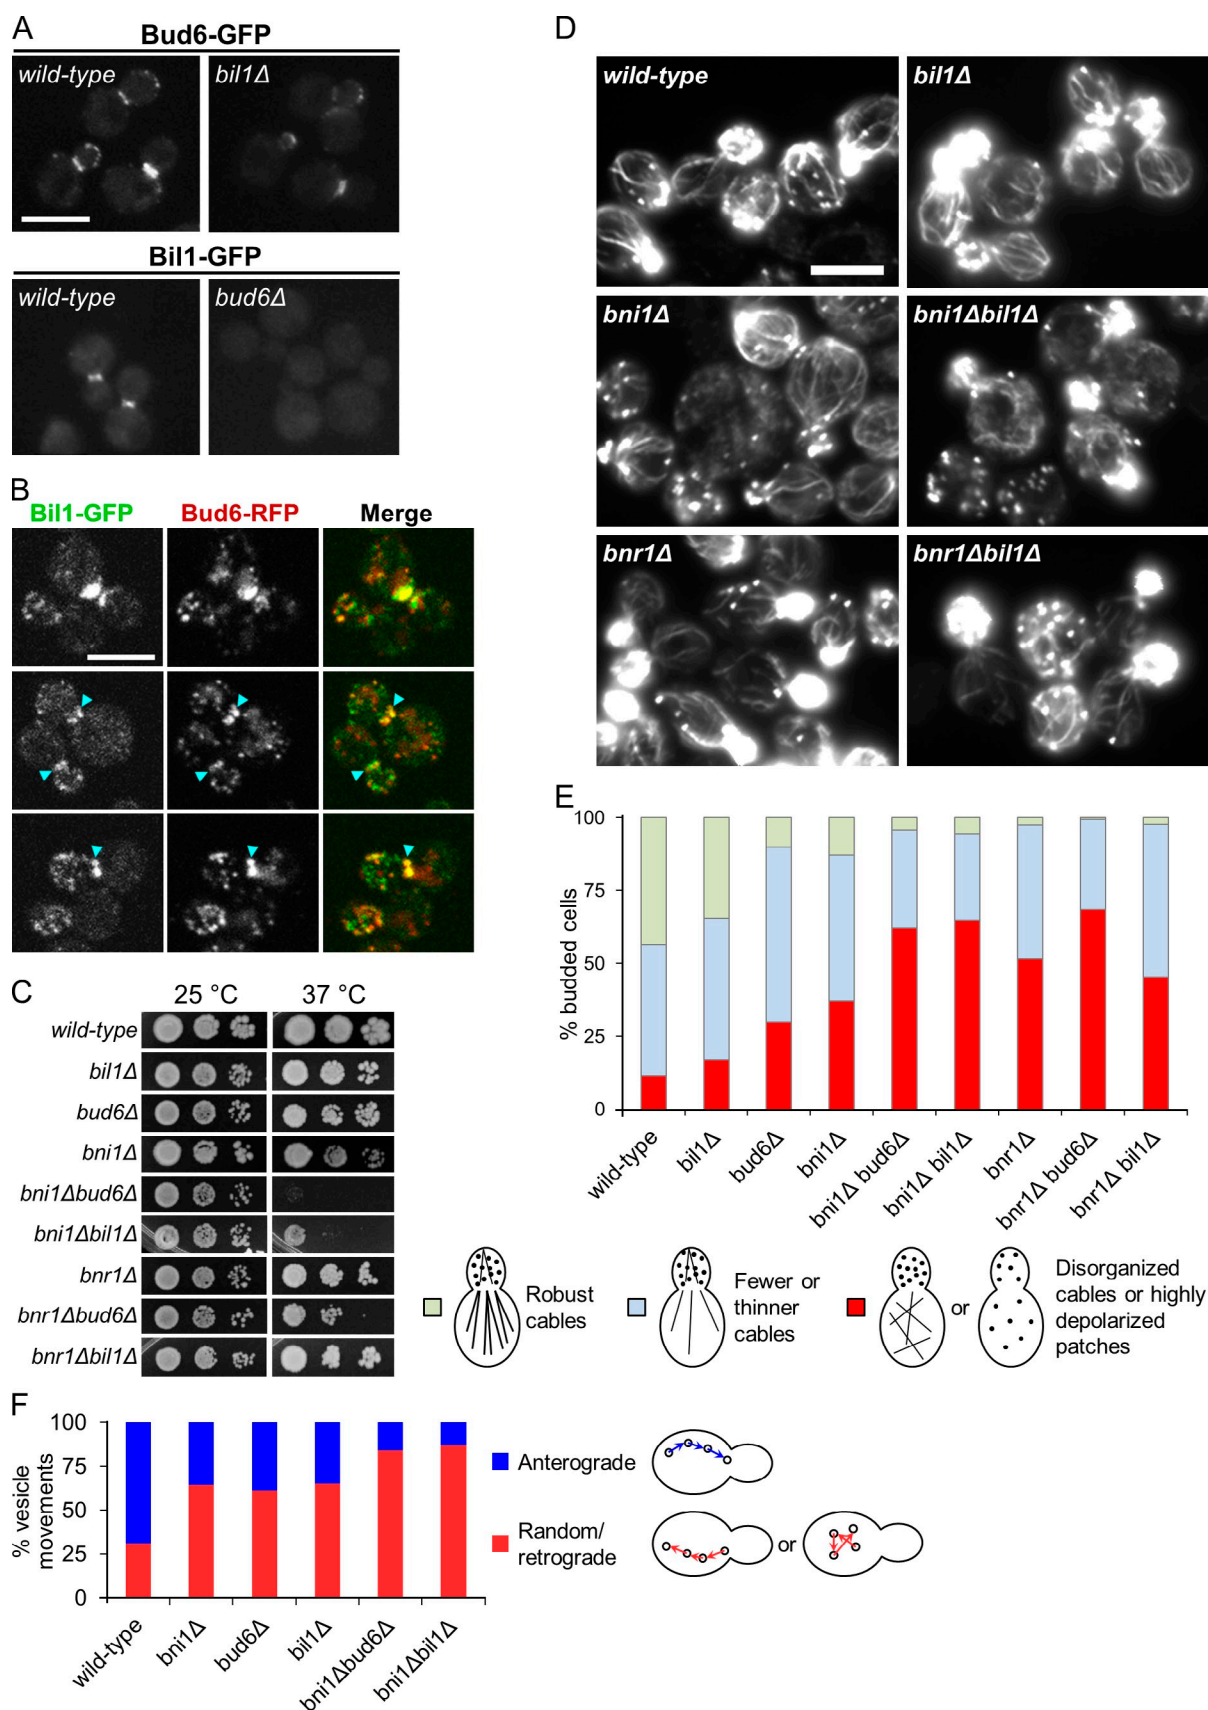 A
Bud6-GFP
wild-type
bil1Δ
Bil1-GFP
wild-type
bud6Δ
B
Bil1-GFP
Bud6-RFP
Merge
C
25 °C
37 °C
wild-type
bil1Δ
bud6Δ
bni1Δ
bni1Δbud6Δ
bni1Δbil1Δ
bnr1Δ
bnr1Δbud6Δ
bnr1Δbil1Δ
D
wild-type
bil1Δ
bni1Δ
bni1Δbil1Δ
bnr1Δ
bnr1Δbil1Δ
E
% budded cells
100
75
50
25
0
wild-type
bil1Δ
bud6Δ
bni1Δ
bni1Δ bud6Δ
bni1Δ bil1Δ
bnr1Δ
bnr1Δ bud6Δ
bnr1Δ bil1Δ
Robust
cables
Fewer or
thinner
cables
or
Disorganized
cables or highly
depolarized
patches
F
% vesicle
movements
100
75
50
25
0
wild-type
bni1Δ
bud6Δ
bil1Δ
bni1Δbud6Δ
bni1Δbil1Δ
Anterograde
Random/
retrograde
or